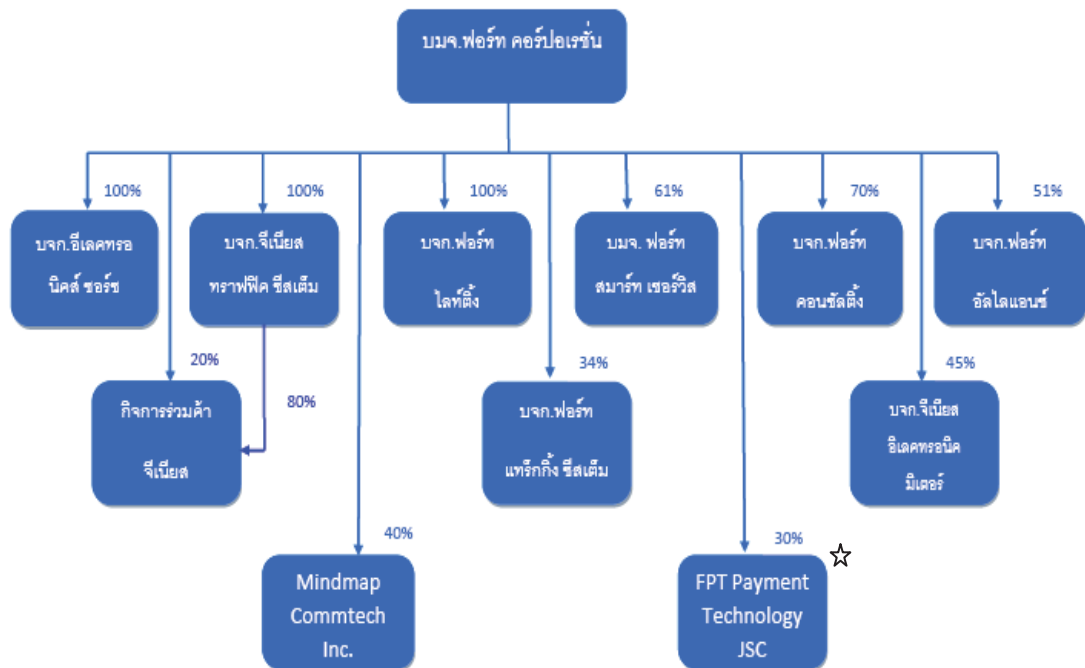 บมจ.ฟอร์ท คอร์ปอเรชั่น
100%
100%
100%
61%
70%
51%
บจก.อีเลคทรอ
นิคส์ ซอร์ซ
บจก.จีเนียส
ทราฟฟิค ซีสเต็ม
บจก.ฟอร์ท
ไลท์ติ้ง
บมจ. ฟอร์ท
สมาร์ท เซอร์วิส
บจก.ฟอร์ท
คอนซัลติ้ง
บจก.ฟอร์ท
อัลไลแอนซ์
20%
80%
34%
45%
กิจการร่วมค้า
จีเนียส
บจก.ฟอร์ท
แทร็กกิ้ง ซีสเต็ม
บจก.จีเนียส
อิเลคทรอนิค
มิเตอร์
40%
30%
Mindmap
Commtech
Inc.
FPT Payment
Technology
JSC